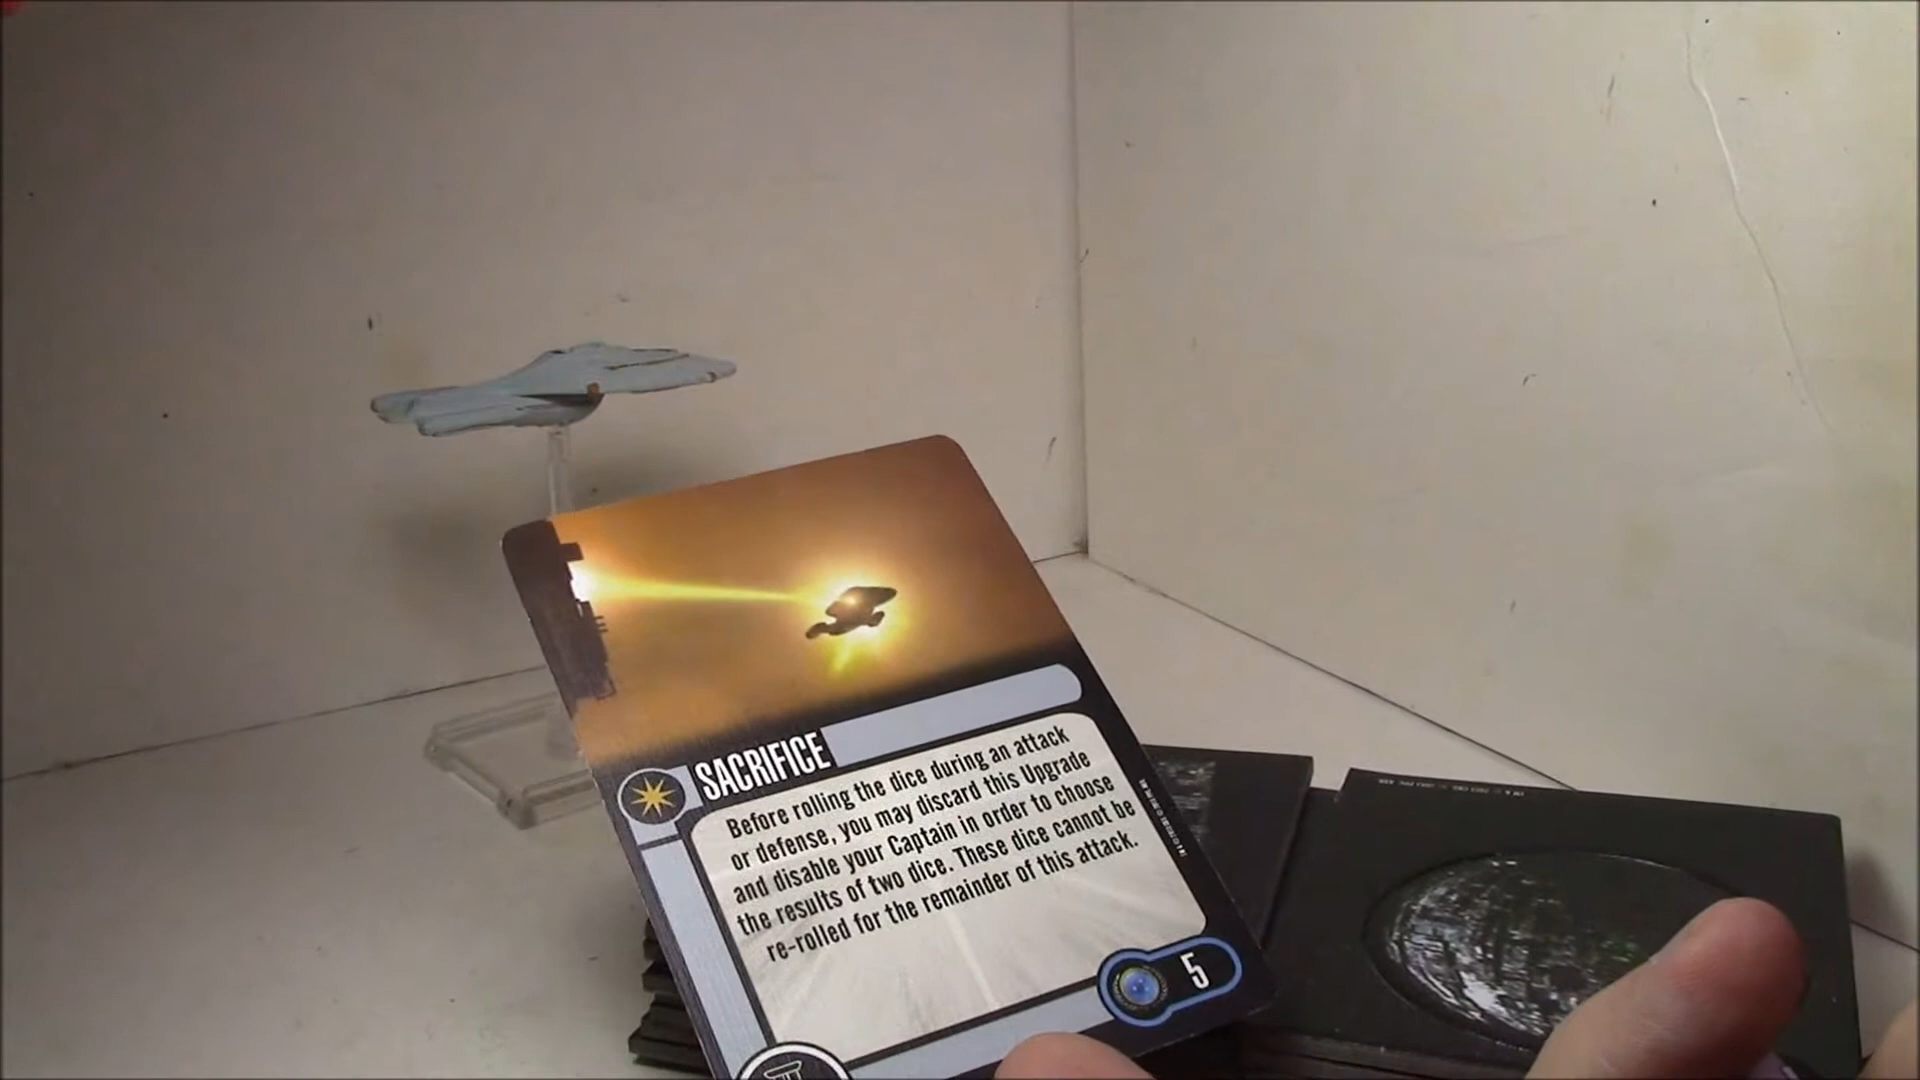 SACRIFICE
Before rolling the dice during an attack
or defense, you may discard this Upgrade
and disable your Captain in order to choose
the results of two dice. These dice cannot be
re-rolled for the remainder of this attack.
5